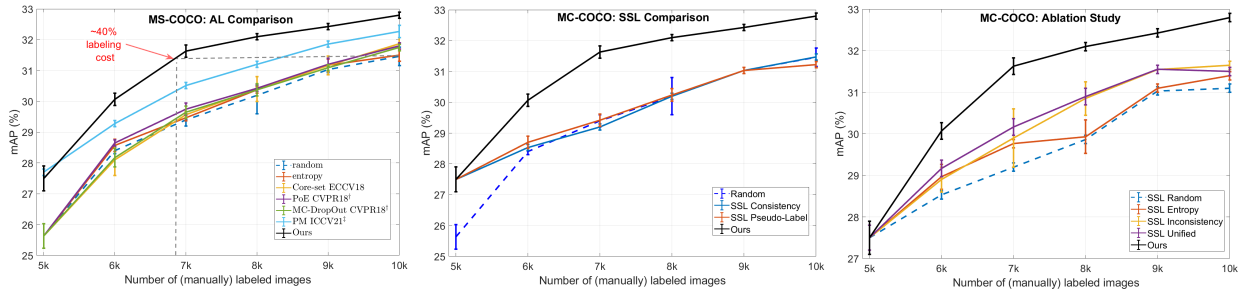 MS-COCO: AL Comparison
~40%
labeling
cost
mAP (%)
33
32
31
30
29
28
27
26
25
5k 6k 7k 8k 9k 10k
Number of (manually) labeled images
random
entropy
Core-set ECCV18
PoE CVPR18†
MC-DropOut CVPR18†
PM ICCV21‡
Ours
MC-COCO: SSL Comparison
mAP (%)
33
32
31
30
29
28
27
26
25
5k 6k 7k 8k 9k 10k
Number of (manually) labeled images
Random
SSL Consistency
SSL Pseudo-Label
Ours
MC-COCO: Ablation Study
mAP (%)
33
32
31
30
29
28
27
5k 6k 7k 8k 9k 10k
Number of (manually) labeled images
SSL Random
SSL Entropy
SSL Inconsistency
SSL Unified
Ours